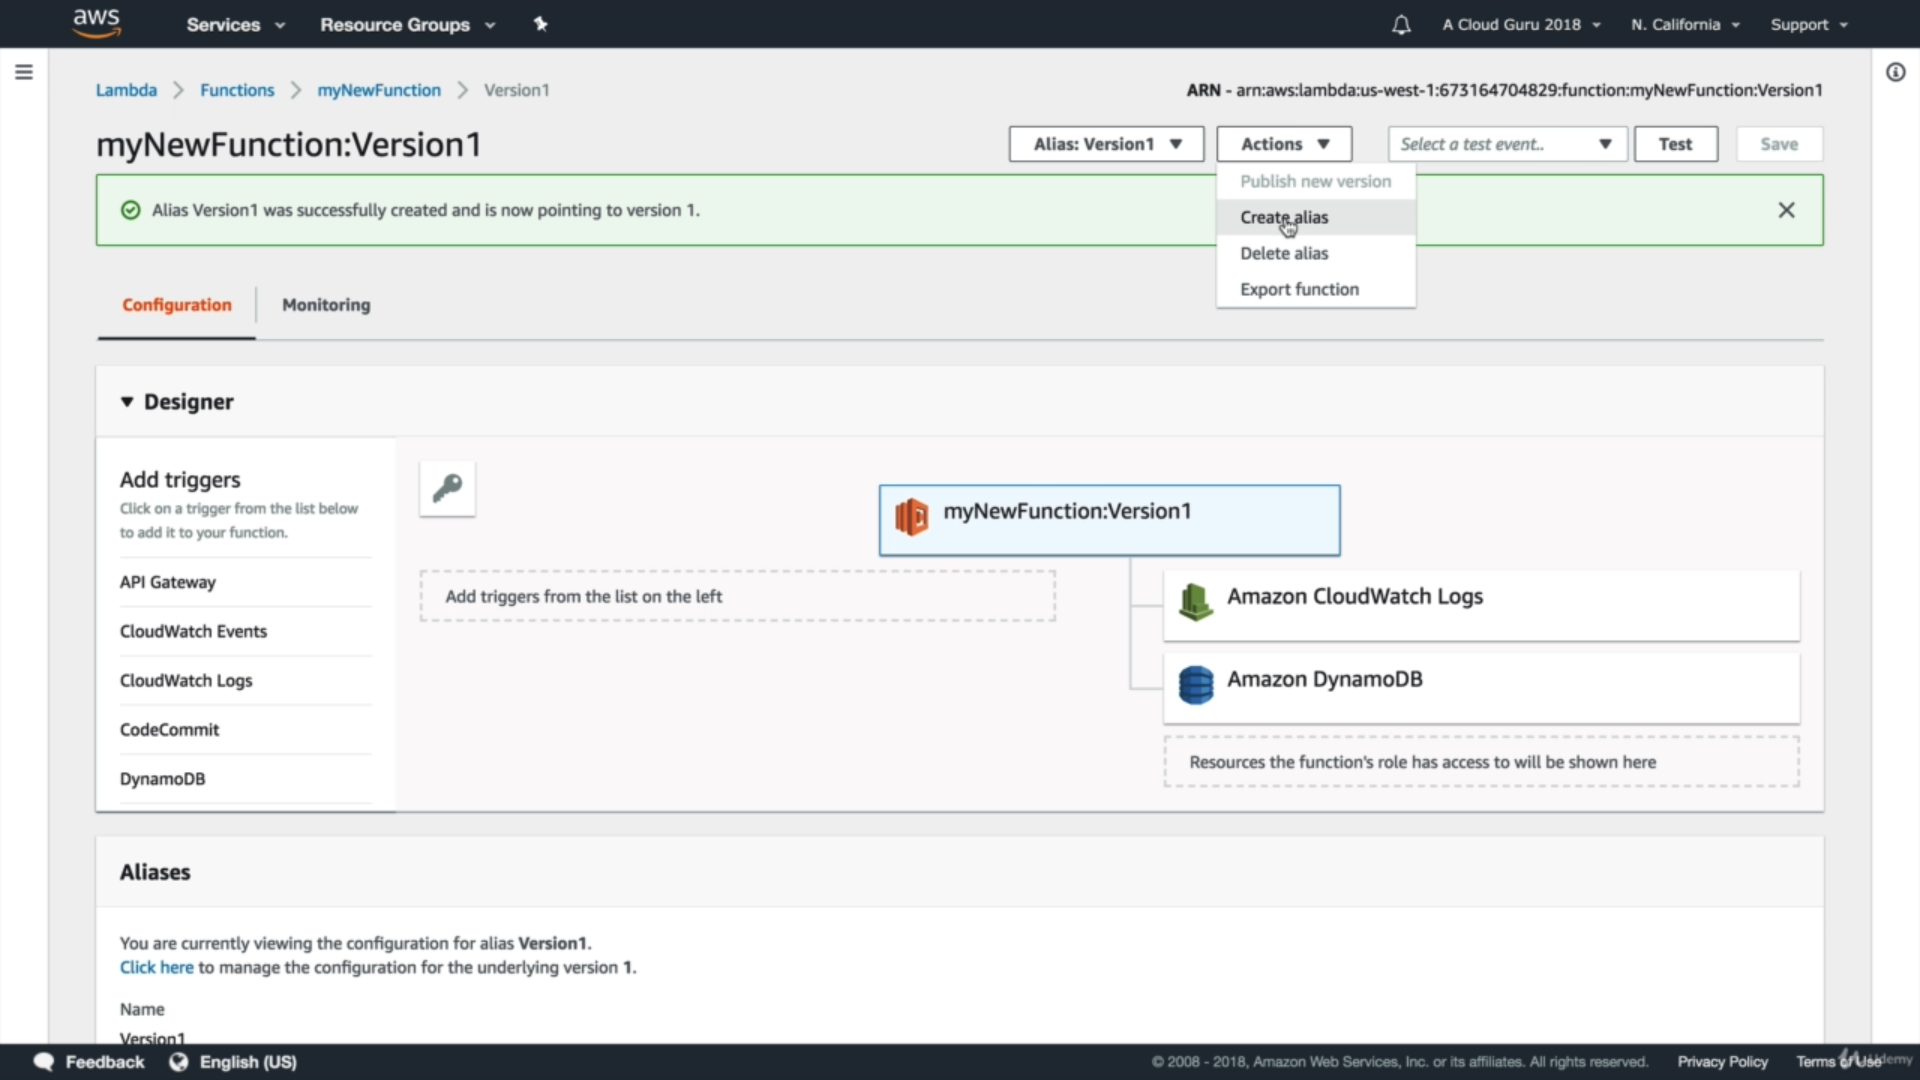 aws
Services
Resource Groups
A Cloud Guru 2018
N. California
Support
Lambda
Functions
myNewFunction
Version1
ARN - arn:aws:lambda:us-west-1:673164704829:function:myNewFunction:Version1
myNewFunction:Version1
Alias: Version1
Actions
Select a test event..
Test
Save
Publish new version
Create alias
Delete alias
Export function
Alias Version1 was successfully created and is now pointing to version 1.
Configuration
Monitoring
Designer
Add triggers
Click on a trigger from the list below
to add it to your function.
API Gateway
CloudWatch Events
CloudWatch Logs
CodeCommit
DynamoDB
myNewFunction:Version1
Add triggers from the list on the left
Amazon CloudWatch Logs
Amazon DynamoDB
Resources the function's role has access to will be shown here
Aliases
You are currently viewing the configuration for alias Version1.
Click here to manage the configuration for the underlying version 1.
Name
Version1
Feedback
English (US)
© 2008 - 2018, Amazon Web Services, Inc. or its affiliates. All rights reserved.
Privacy Policy
Terms of Use